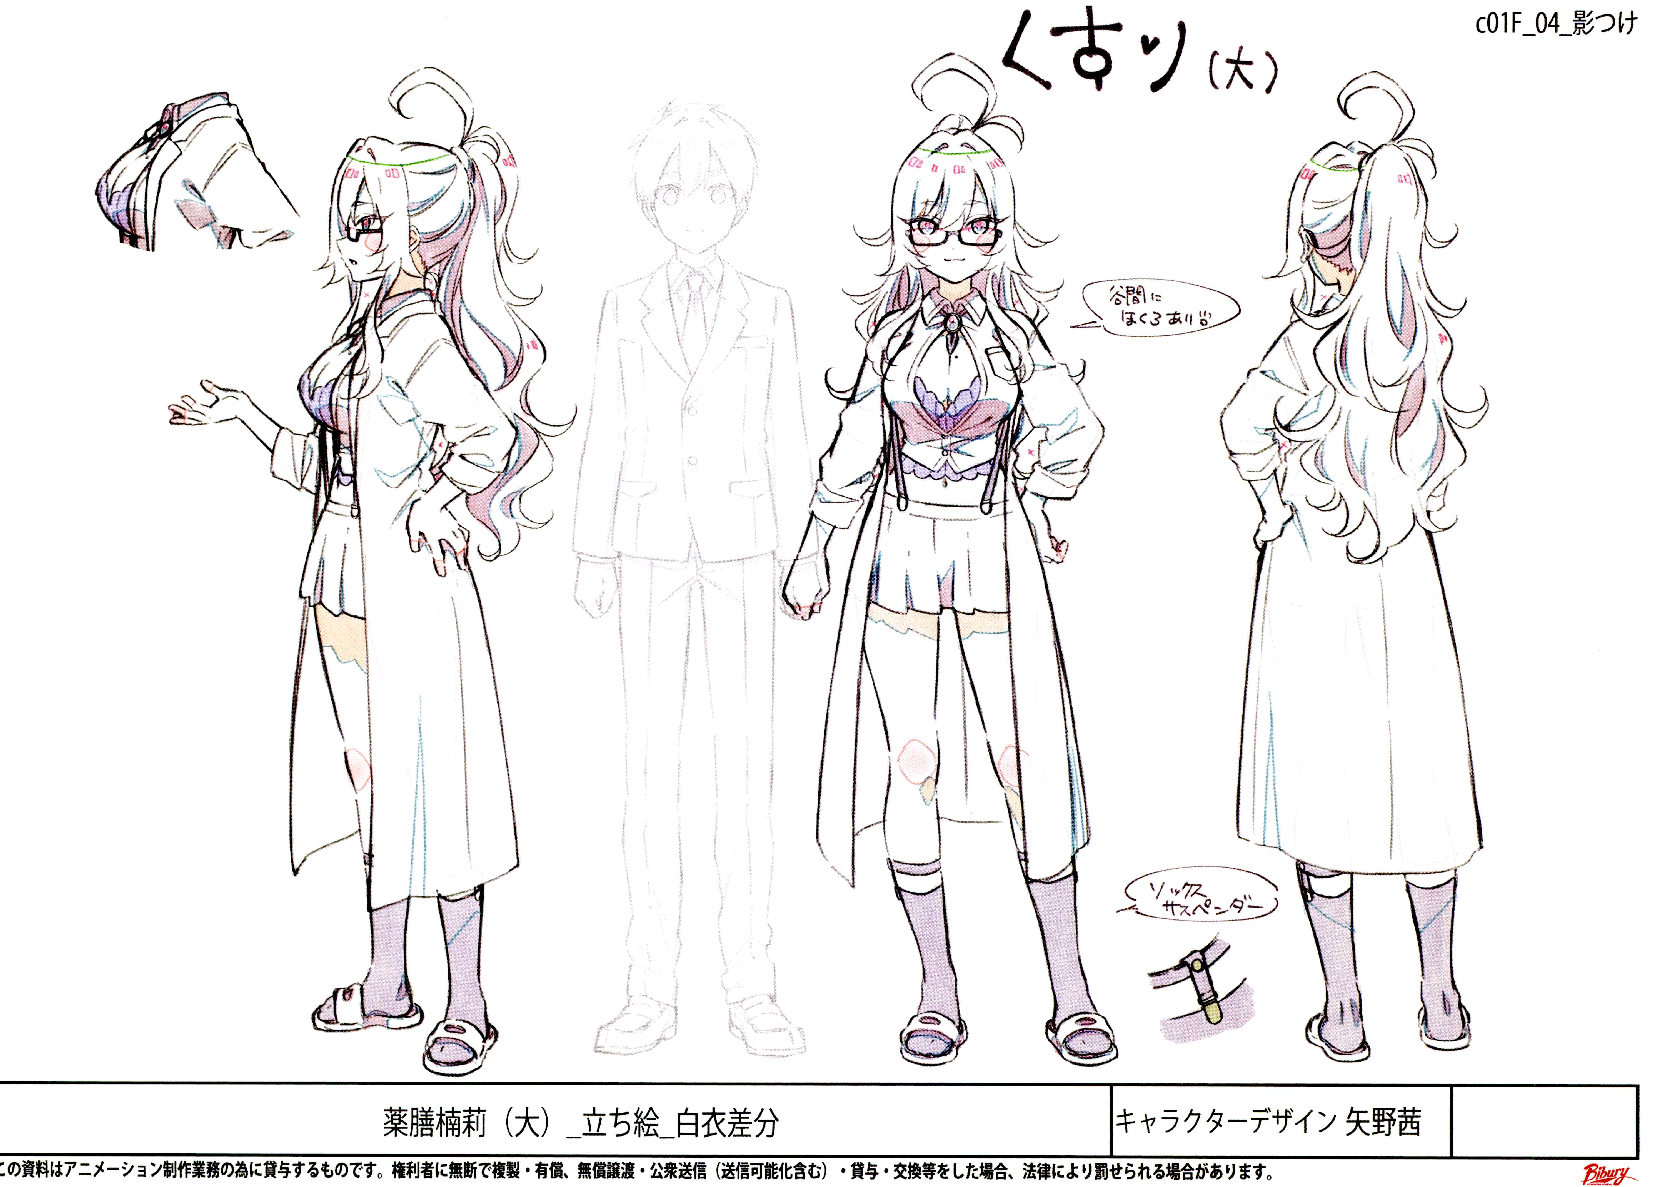 c01F_04_影つけ
くすり(大)
谷間に
ほくろあり
ソックス
サスペンダー
薬膳楠莉(大)_立ち絵_白衣差分
キャラクターデザイン 矢野茜
この資料はアニメーション制作業務の為に貸与するものです。権利者に無断で複製・有償、無償譲渡・公衆送信(送信可能化含む)・貸与・交換等をした場合、法律により罰せられる場合があります。
Bibury